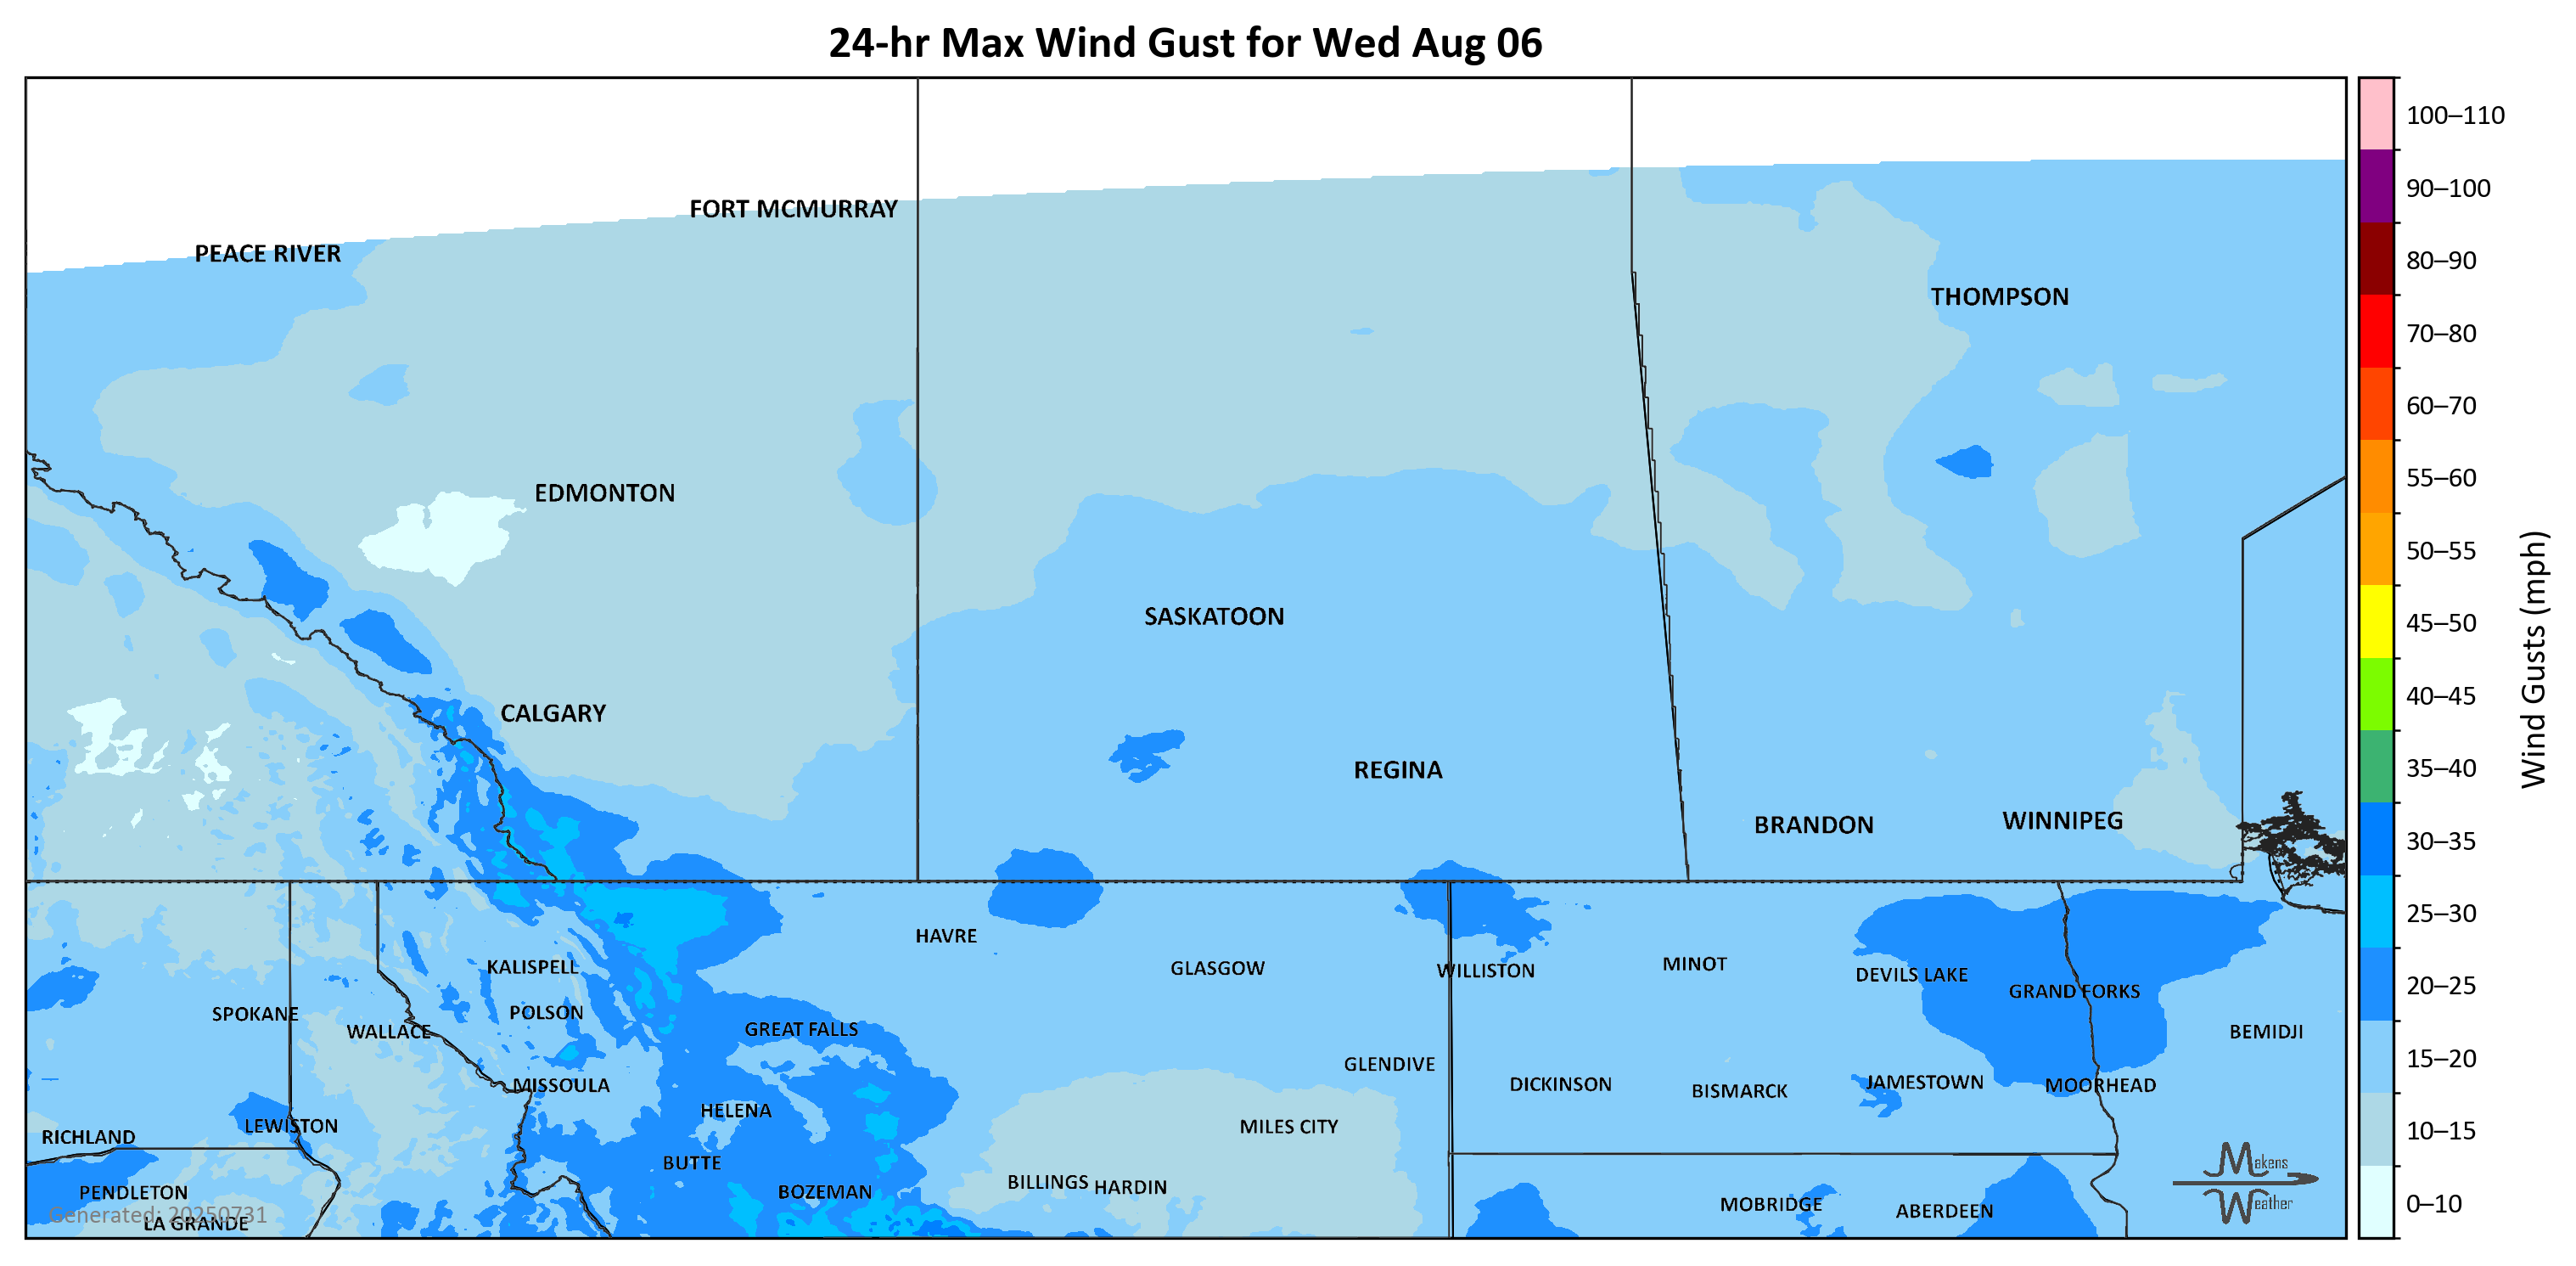 24-hr Max Wind Gust for Wed Aug 06
100–110
FORT MCMURRAY
90–100
PEACE RIVER
80–90
THOMPSON
70–80
60–70
55–60
EDMONTON
50–55
SASKATOON
45–50
Wind Gusts (mph)
CALGARY
40–45
REGINA
35–40
WINNIPEG
BRANDON
30–35
25–30
HAVRE
MINOT
KALISPELL
GLASGOW
WILLISTON
DEVILS LAKE
20–25
GRAND FORKS
SPOKANE
POLSON
GREAT FALLS
WALLACE
BEMIDJI
15–20
GLENDIVE
JAMESTOWN
DICKINSON
MISSOULA
MOORHEAD
BISMARCK
HELENA
LEWISTON
MILES CITY
10–15
RICHLAND
BUTTE
Makens
BILLINGS
HARDIN
PENDLETON
BOZEMAN
Weather
MOBRIDGE
0–10
ABERDEEN
Generated: 20250731
LA GRANDE